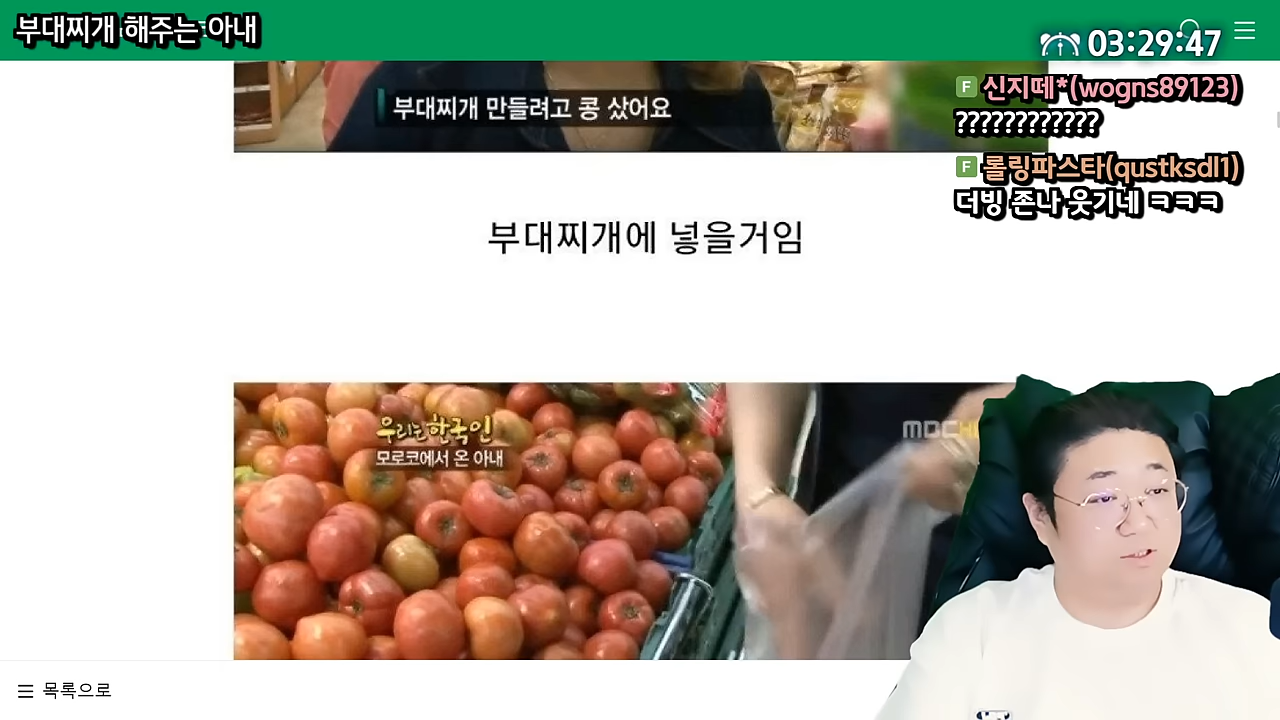 부대찌개 해주는 아내
03:29:47
부대찌개 만들려고 콩 샀어요
F 신지떼*(wogns89123)
????????????
F 롤링파스타(qustksdl1)
더빙 존나 웃기네 ㅋㅋㅋ
부대찌개에 넣을거임
우리는 한국인
모로코에서 온 아내
목록으로